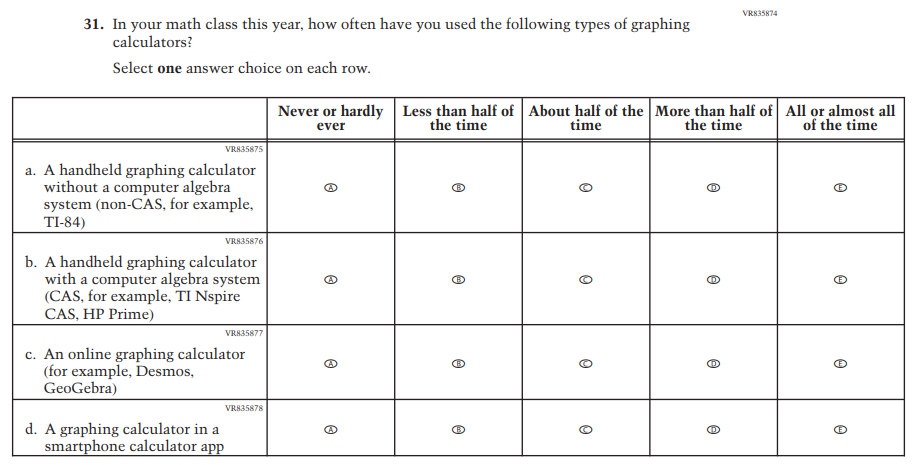 VR835874
31. In your math class this year, how often have you used the following types of graphing
calculators?
Select one answer choice on each row.
Never or hardly
ever
Less than half of
the time
About half of the
time
More than half of
the time
All or almost all
of the time
VR835875
a. A handheld graphing calculator
without a computer algebra
system (non-CAS, for example,
TI-84)
A B C D E
VR835876
b. A handheld graphing calculator
with a computer algebra system
(CAS, for example, TI Nspire
CAS, HP Prime)
A B C D E
VR835877
c. An online graphing calculator
(for example, Desmos,
GeoGebra)
A B C D E
VR835878
d. A graphing calculator in a
smartphone calculator app
A B C D E